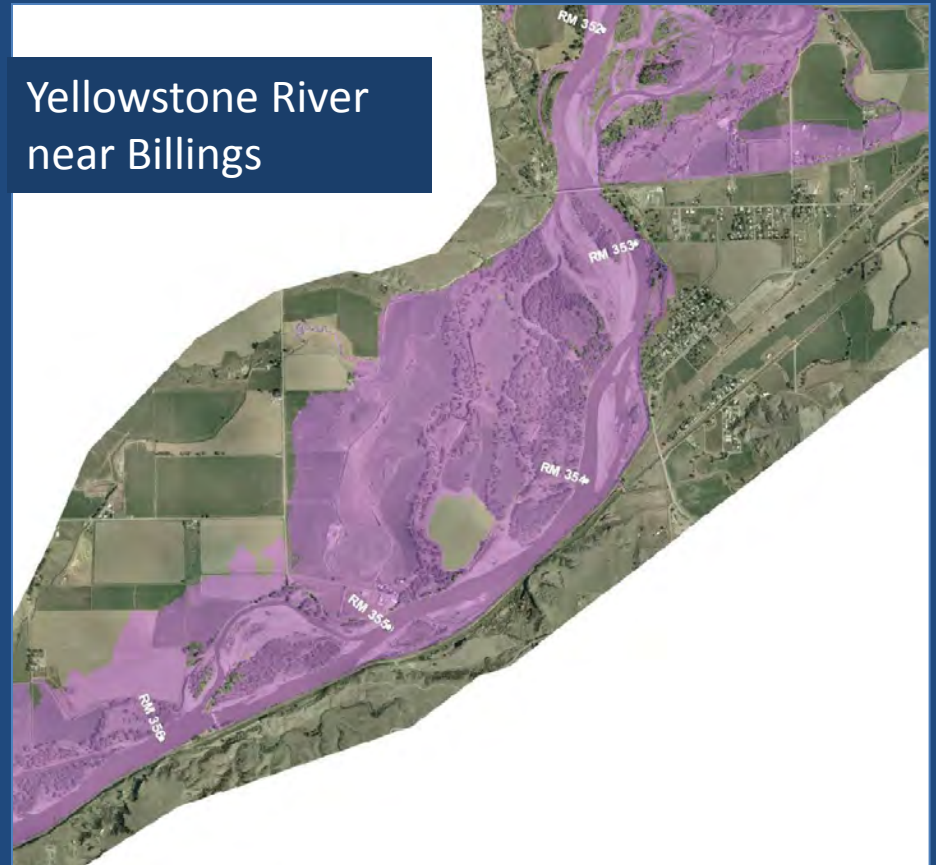 Yellowstone River
near Billings
RM 352
RM 353
RM 354
RM 355
RM 356